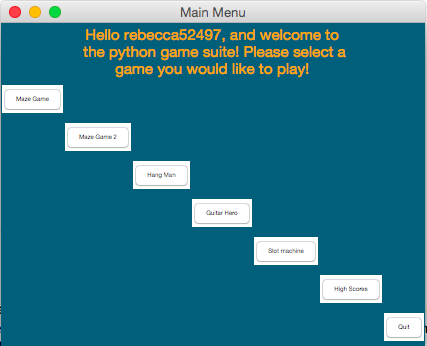 Main Menu
Hello rebecca52497, and welcome to
the python game suite! Please select a
game you would like to play!
Maze Game
Maze Game 2
Hang Man
Guitar Hero
Slot machine
High Scores
Quit